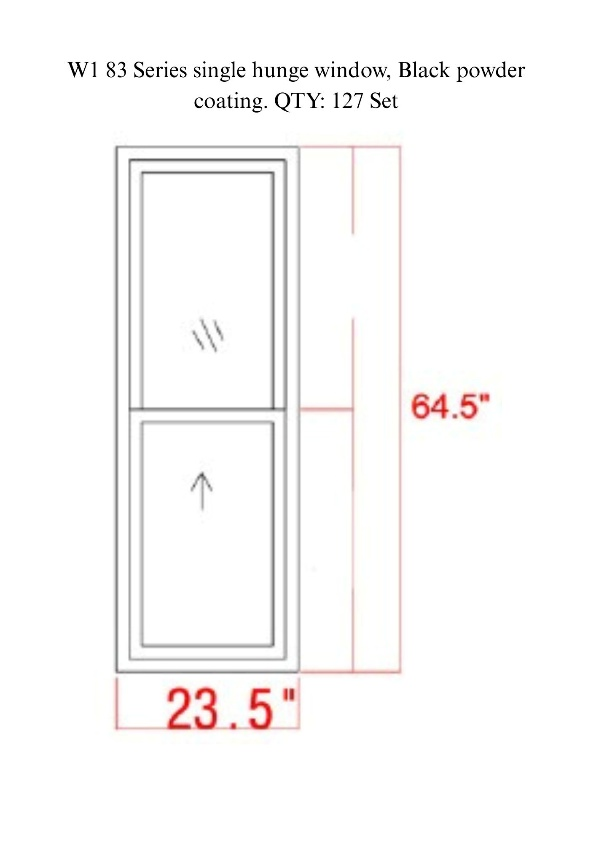 W1 83 Series single hunge window, Black powder
coating. QTY: 127 Set
64.5"
23.5"